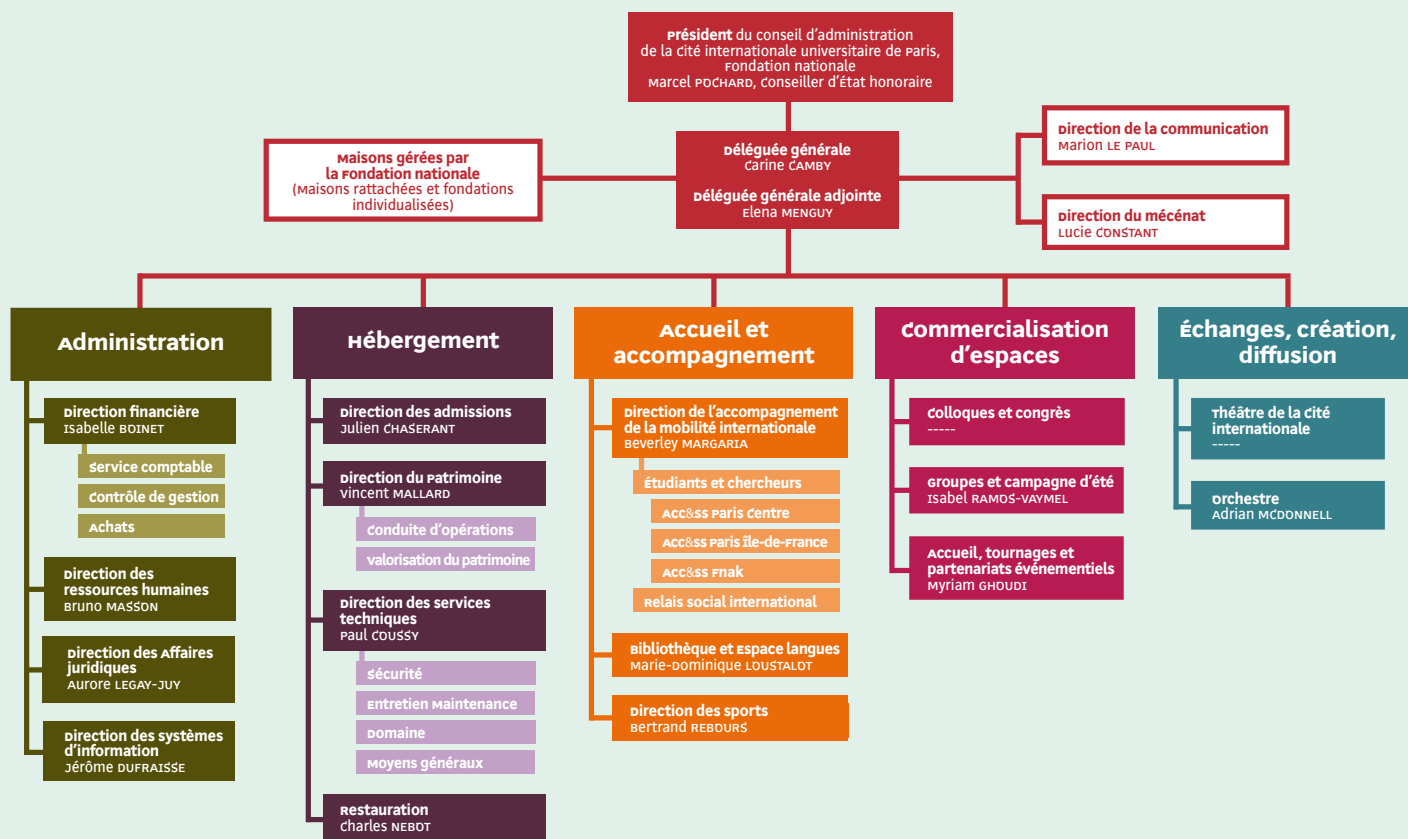 Président du conseil d'administration
de la Cité internationale universitaire de Paris,
Fondation nationale
Marcel POCHARD, Conseiller d'État honoraire
Maisons gérées par
la Fondation nationale
(Maisons rattachées et fondations
individualisées)
Déléguée générale
Carine CAMBY
Déléguée générale adjointe
Elena MENGUY
Direction de la communication
Marion LE PAUL
Direction du mécénat
Lucie CONSTANT
Administration
Direction financière
Isabelle BOINET
Service comptable
Contrôle de gestion
Achats
Direction des
ressources humaines
Bruno MASSON
Direction des Affaires
juridiques
Aurore LEGAY-JUY
Direction des systèmes
d'information
Jérôme DUFRAISSE
Hébergement
Direction des admissions
Julien CHASERANT
Direction du Patrimoine
Vincent MALLARD
Conduite d'opérations
Valorisation du patrimoine
Direction des services
techniques
Paul COUSSY
Sécurité
Entretien Maintenance
Domaine
Moyens généraux
Restauration
Charles NEBOT
Accueil et
accompagnement
Direction de l'accompagnement
de la mobilité internationale
Beverley MARGARIA
Étudiants et chercheurs
Acc&ss Paris Centre
Acc&ss Paris Île-de-France
Acc&ss Fnak
Relais social international
Bibliothèque et Espace langues
Marie-Dominique LOUSTALOT
Direction des sports
Bertrand REBOURS
Commercialisation
d'espaces
Colloques et congrès
-----
Groupes et campagne d'été
Isabel RAMOS-VAYMEL
Accueil, tournages et
partenariats événementiels
Myriam GHOUDI
Échanges, création,
diffusion
Théâtre de la Cité
internationale
-----
Orchestre
Adrian MCDONNELL